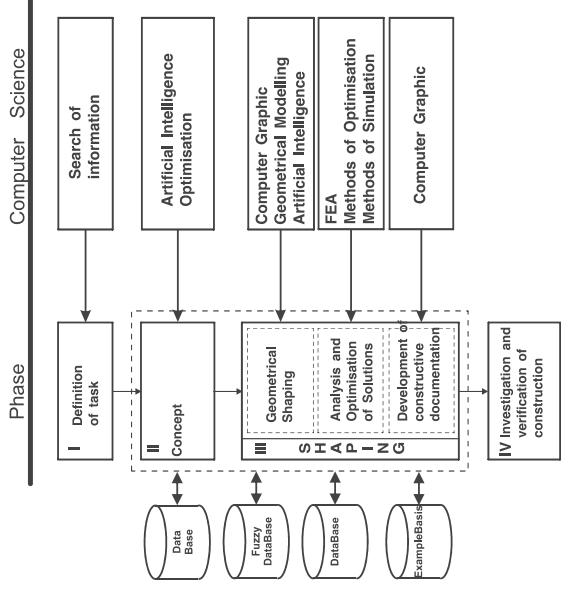 Phase
Computer Science
I
Definition
of task
Search of
information
II
Concept
Artificial Intelligence
Optimisation
III
SHAPING
Geometrical
Shaping
Computer Graphic
Geometrical Modelling
Artificial Intelligence
Analysis and
Optimisation
of Solutions
FEA
Methods of Optimisation
Methods of Simulation
Development of
constructive
documentation
Computer Graphic
IV Investigation and
verification of
construction
Data
Base
Fuzzy
DataBase
DataBase
ExampleBasis